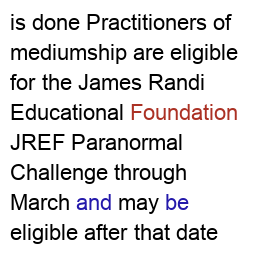 is done Practitioners of
mediumship are eligible
for the James Randi
Educational Foundation
JREF Paranormal
Challenge through
March and may be
eligible after that date